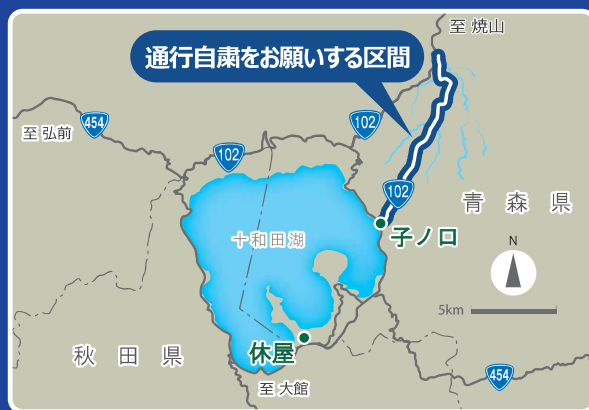 至 焼山
通行自粛をお願いする区間
454
至 弘前
102
102
102
青森県
子ノ口
十和田湖
N
5km
休屋
秋田県
至 大館
454